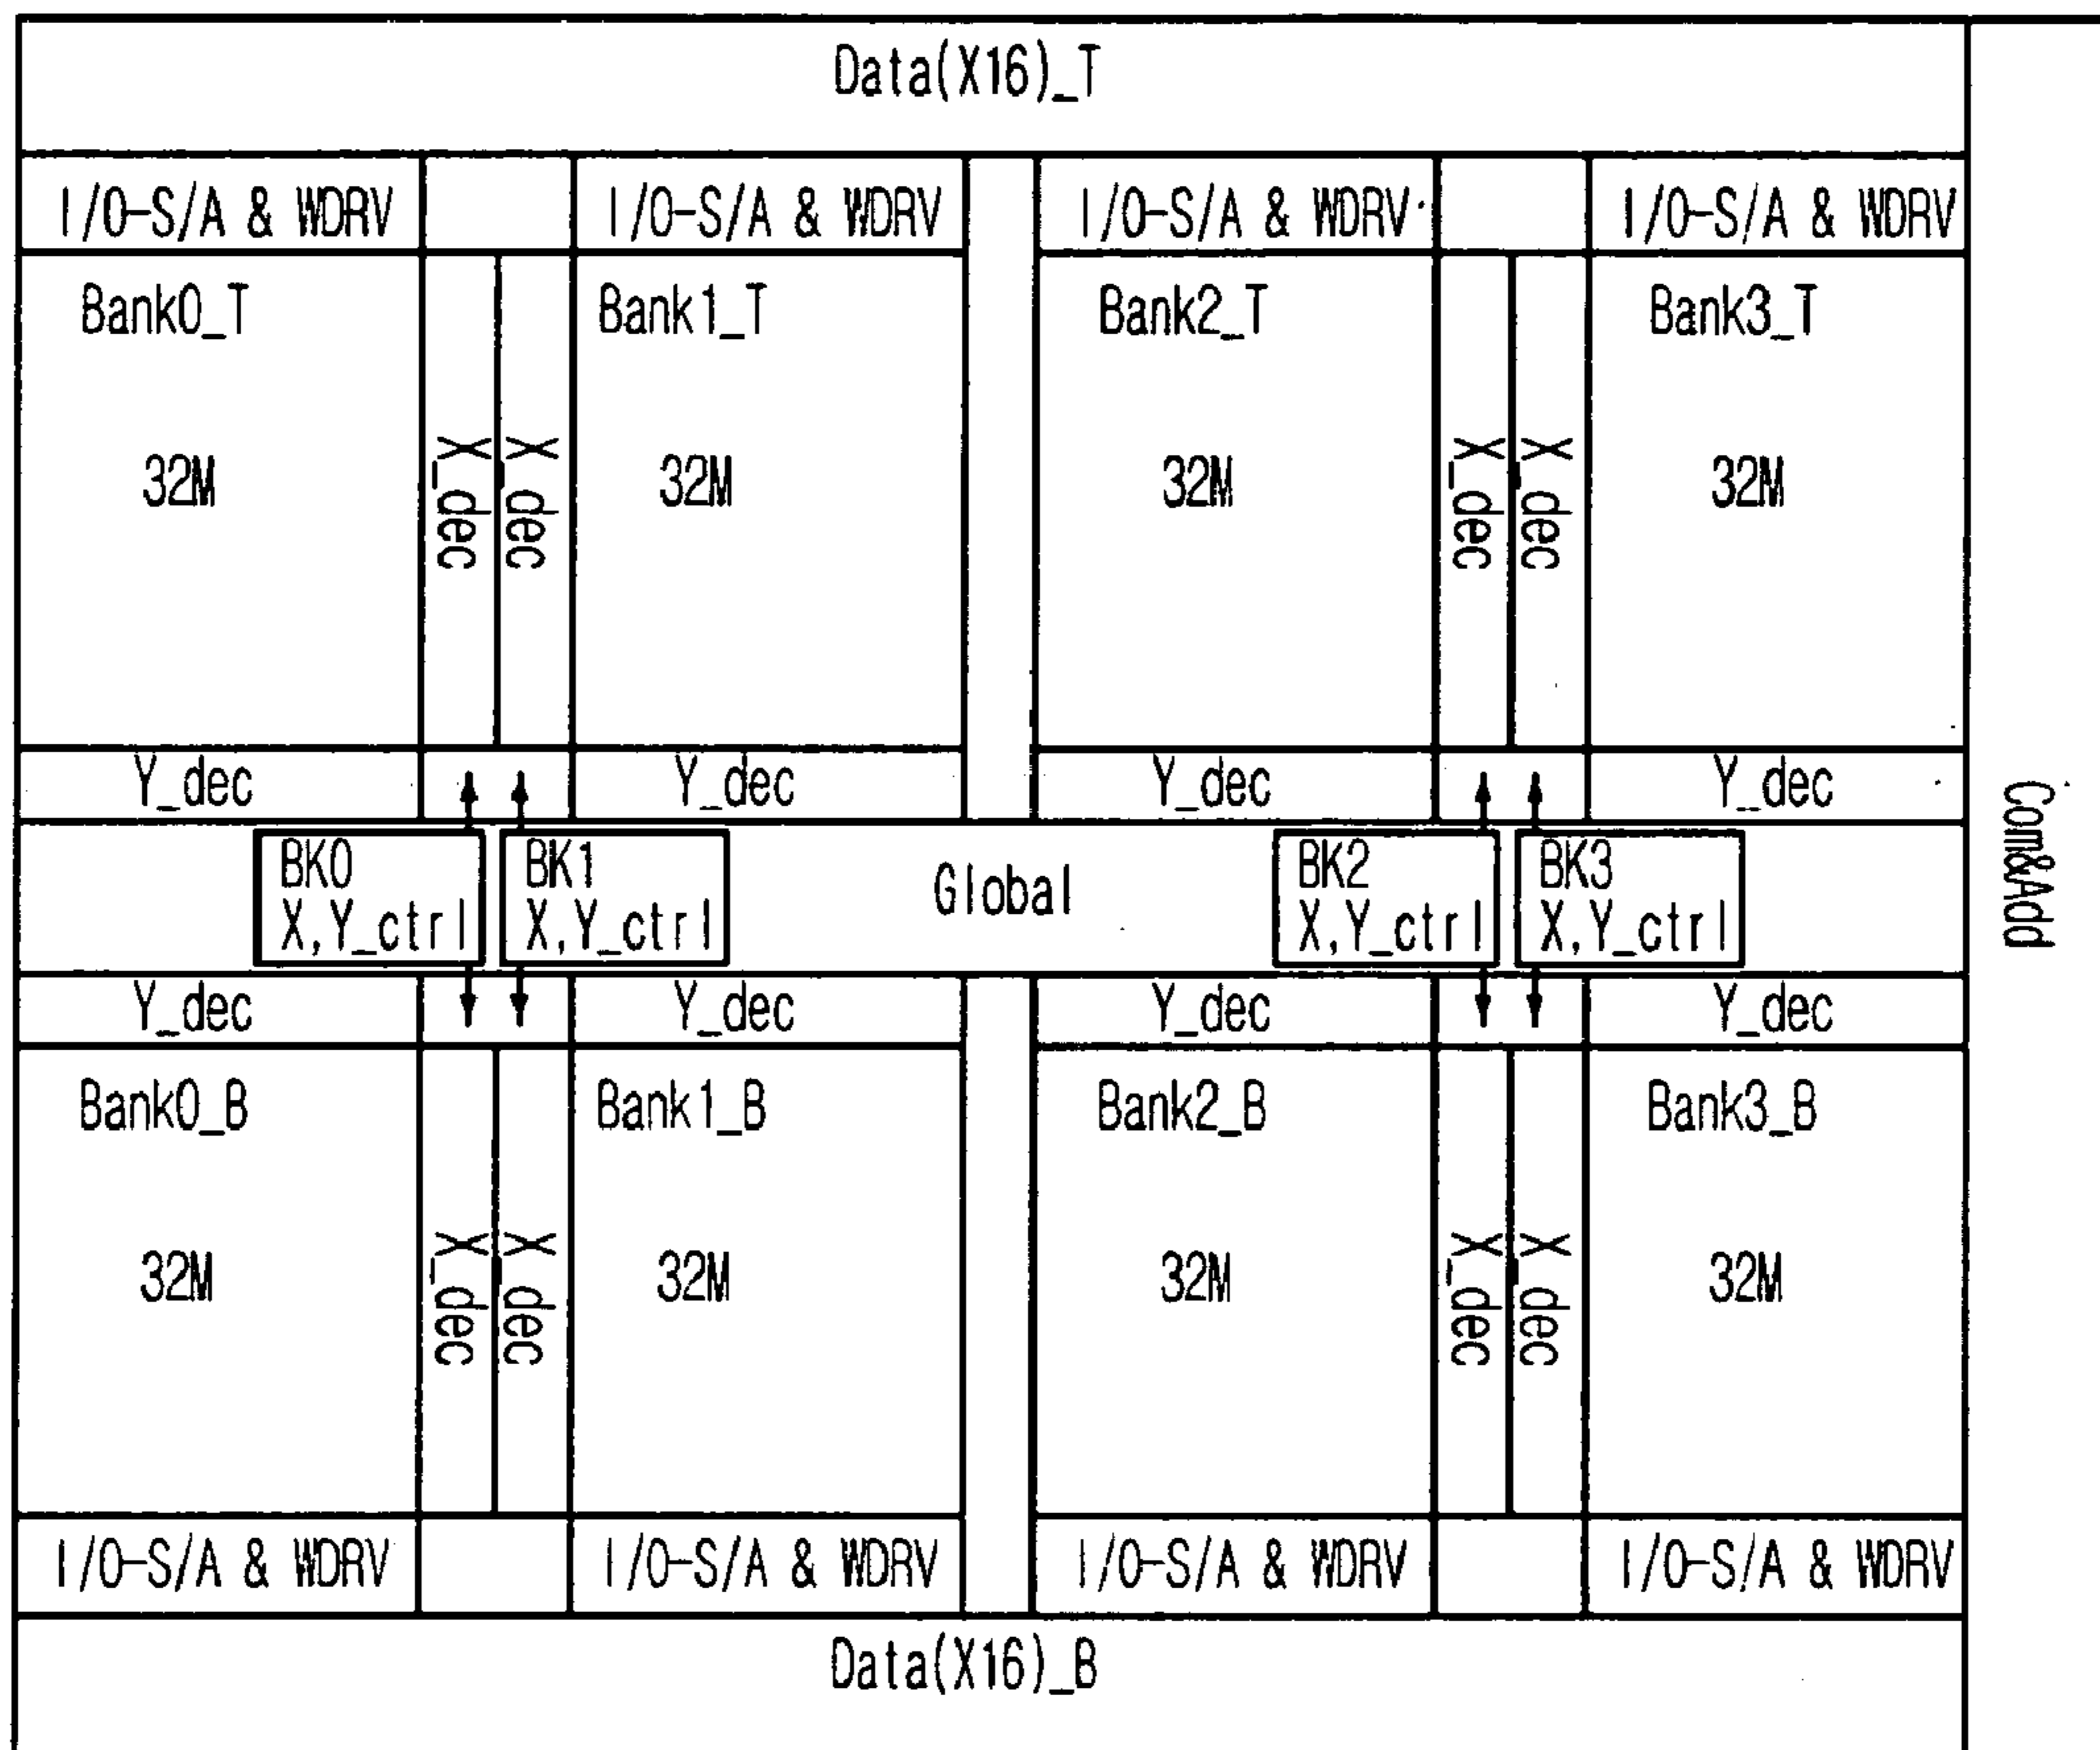 Data(X16)_T
I/O-S/A & WDRV I/O-S/A & WDRV I/O-S/A & WDRV I/O-S/A & WDRV
Bank0_T Bank1_T Bank2_T Bank3_T
32M X_dec X_dec 32M 32M X_dec X_dec 32M
Y_dec Y_dec Y_dec Y_dec
BK0 BK1 BK2 BK3
X,Y_ctrl X,Y_ctrl Global X,Y_ctrl X,Y_ctrl
Com&Add
Y_dec Y_dec Y_dec Y_dec
Bank0_B Bank1_B Bank2_B Bank3_B
32M X_dec X_dec 32M 32M X_dec X_dec 32M
I/O-S/A & WDRV I/O-S/A & WDRV I/O-S/A & WDRV I/O-S/A & WDRV
Data(X16)_B